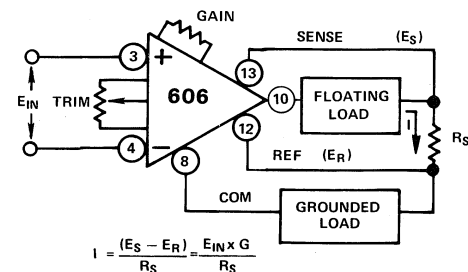 GAIN
SENSE (E_S)
3
+
13
E_IN
TRIM
606
10
FLOATING
LOAD
I
R_S
12
4
−
8
REF (E_R)
COM
GROUNDED
LOAD
I = (E_S − E_R) / R_S = E_IN x G / R_S